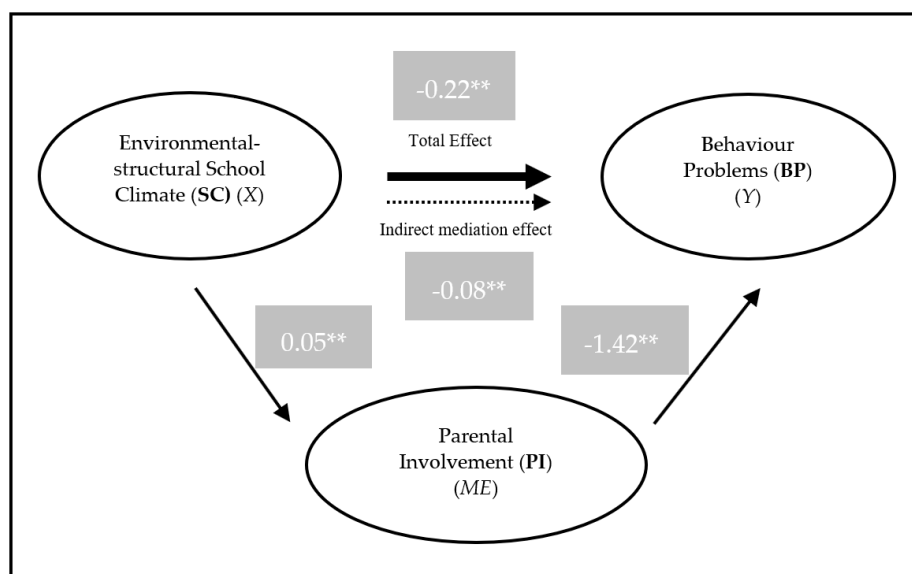 -0.22**
Environmental-
structural School
Climate (SC) (X)
Total Effect
Indirect mediation effect
Behaviour
Problems (BP)
(Y)
-0.08**
0.05**
-1.42**
Parental
Involvement (PI)
(ME)